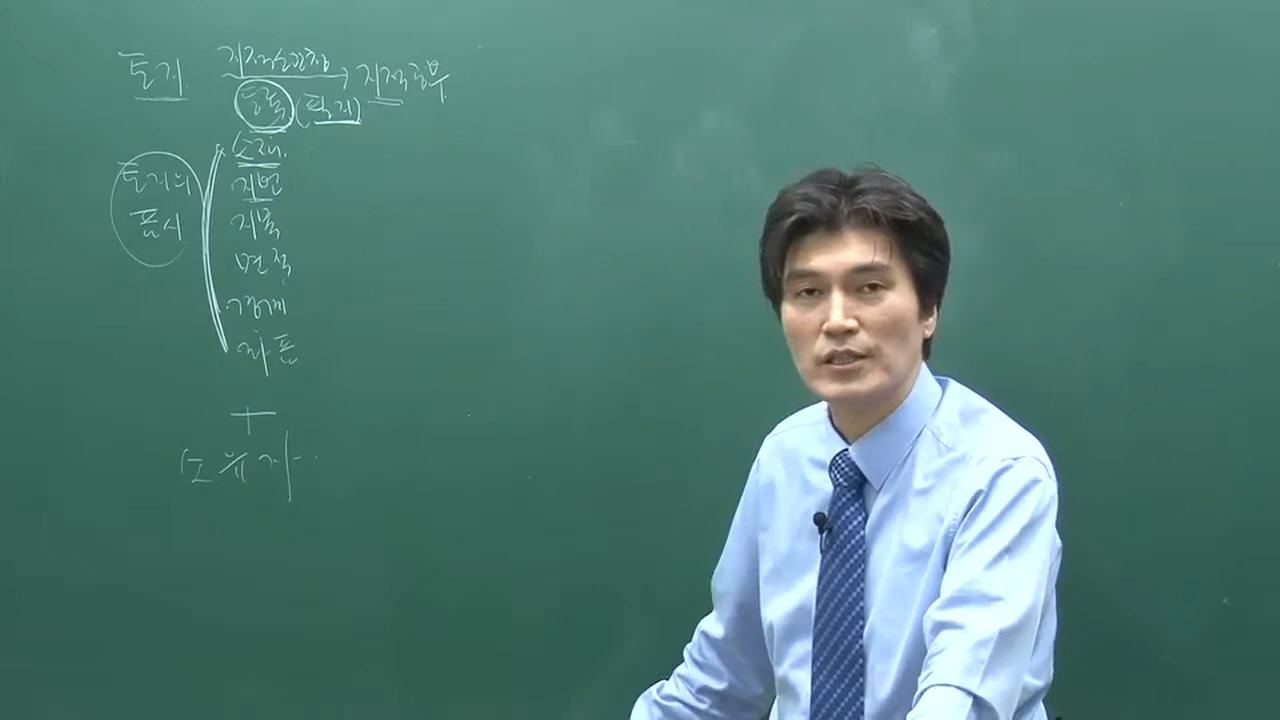 토지 지적소관청 → 지적공부
등록 (필지)
소재
토지의 지번
표시 지목
면적
경계
좌표
+
소유자…